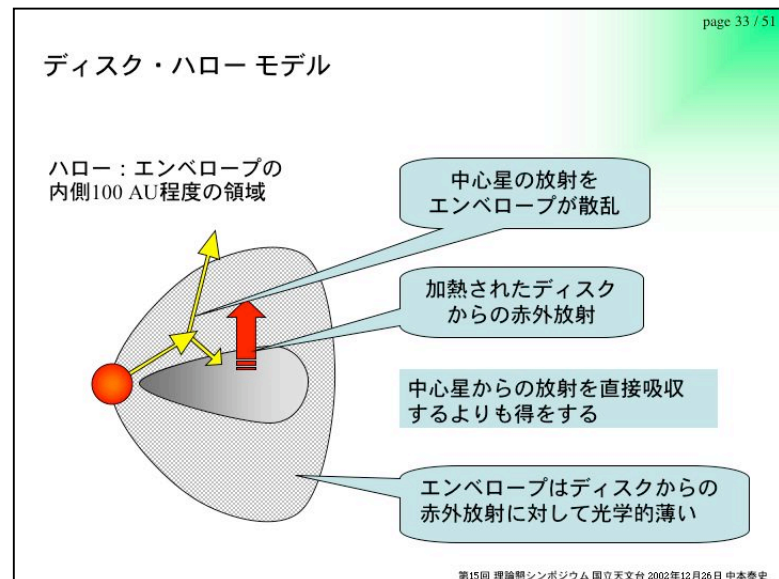 page 33 / 51
ディスク・ハロー モデル
ハロー：エンベロープの
内側100 AU程度の領域
中心星の放射を
エンベロープが散乱
加熱されたディスク
からの赤外放射
中心星からの放射を直接吸収
するよりも得をする
エンベロープはディスクからの
赤外放射に対して光学的薄い
第15回 理論懇シンポジウム 国立天文台 2002年12月26日 中本泰史